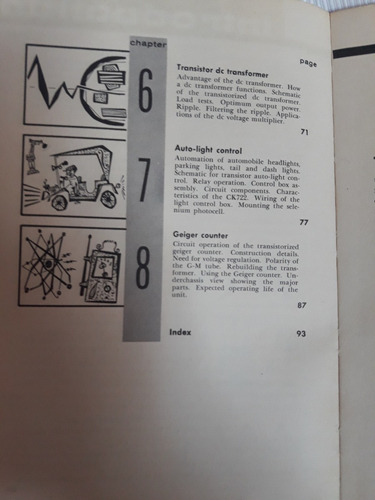 chapter
page
6
Transistor dc transformer
Advantage of the dc transformer. How
a dc transformer functions. Schematic
of the transistorized dc transformer.
Load tests. Optimum output power.
Ripple. Filtering the ripple. Applica-
tions of the dc voltage multiplier.
71
7
Auto-light control
Automation of automobile headlights,
parking lights, tail and dash lights.
Schematic for transistor auto-light con-
trol. Relay operation. Control box as-
sembly. Circuit components. Charac-
teristics of the CK722. Wiring of the
light control box. Mounting the sele-
nium photocell.
77
8
Geiger counter
Circuit operation of the transistorized
geiger counter. Construction details.
Need for voltage regulation. Polarity of
the G-M tube. Rebuilding the trans-
former. Using the Geiger counter. Un-
derchassis view showing the major
parts. Expected operating life of the
unit.
87
Index
93